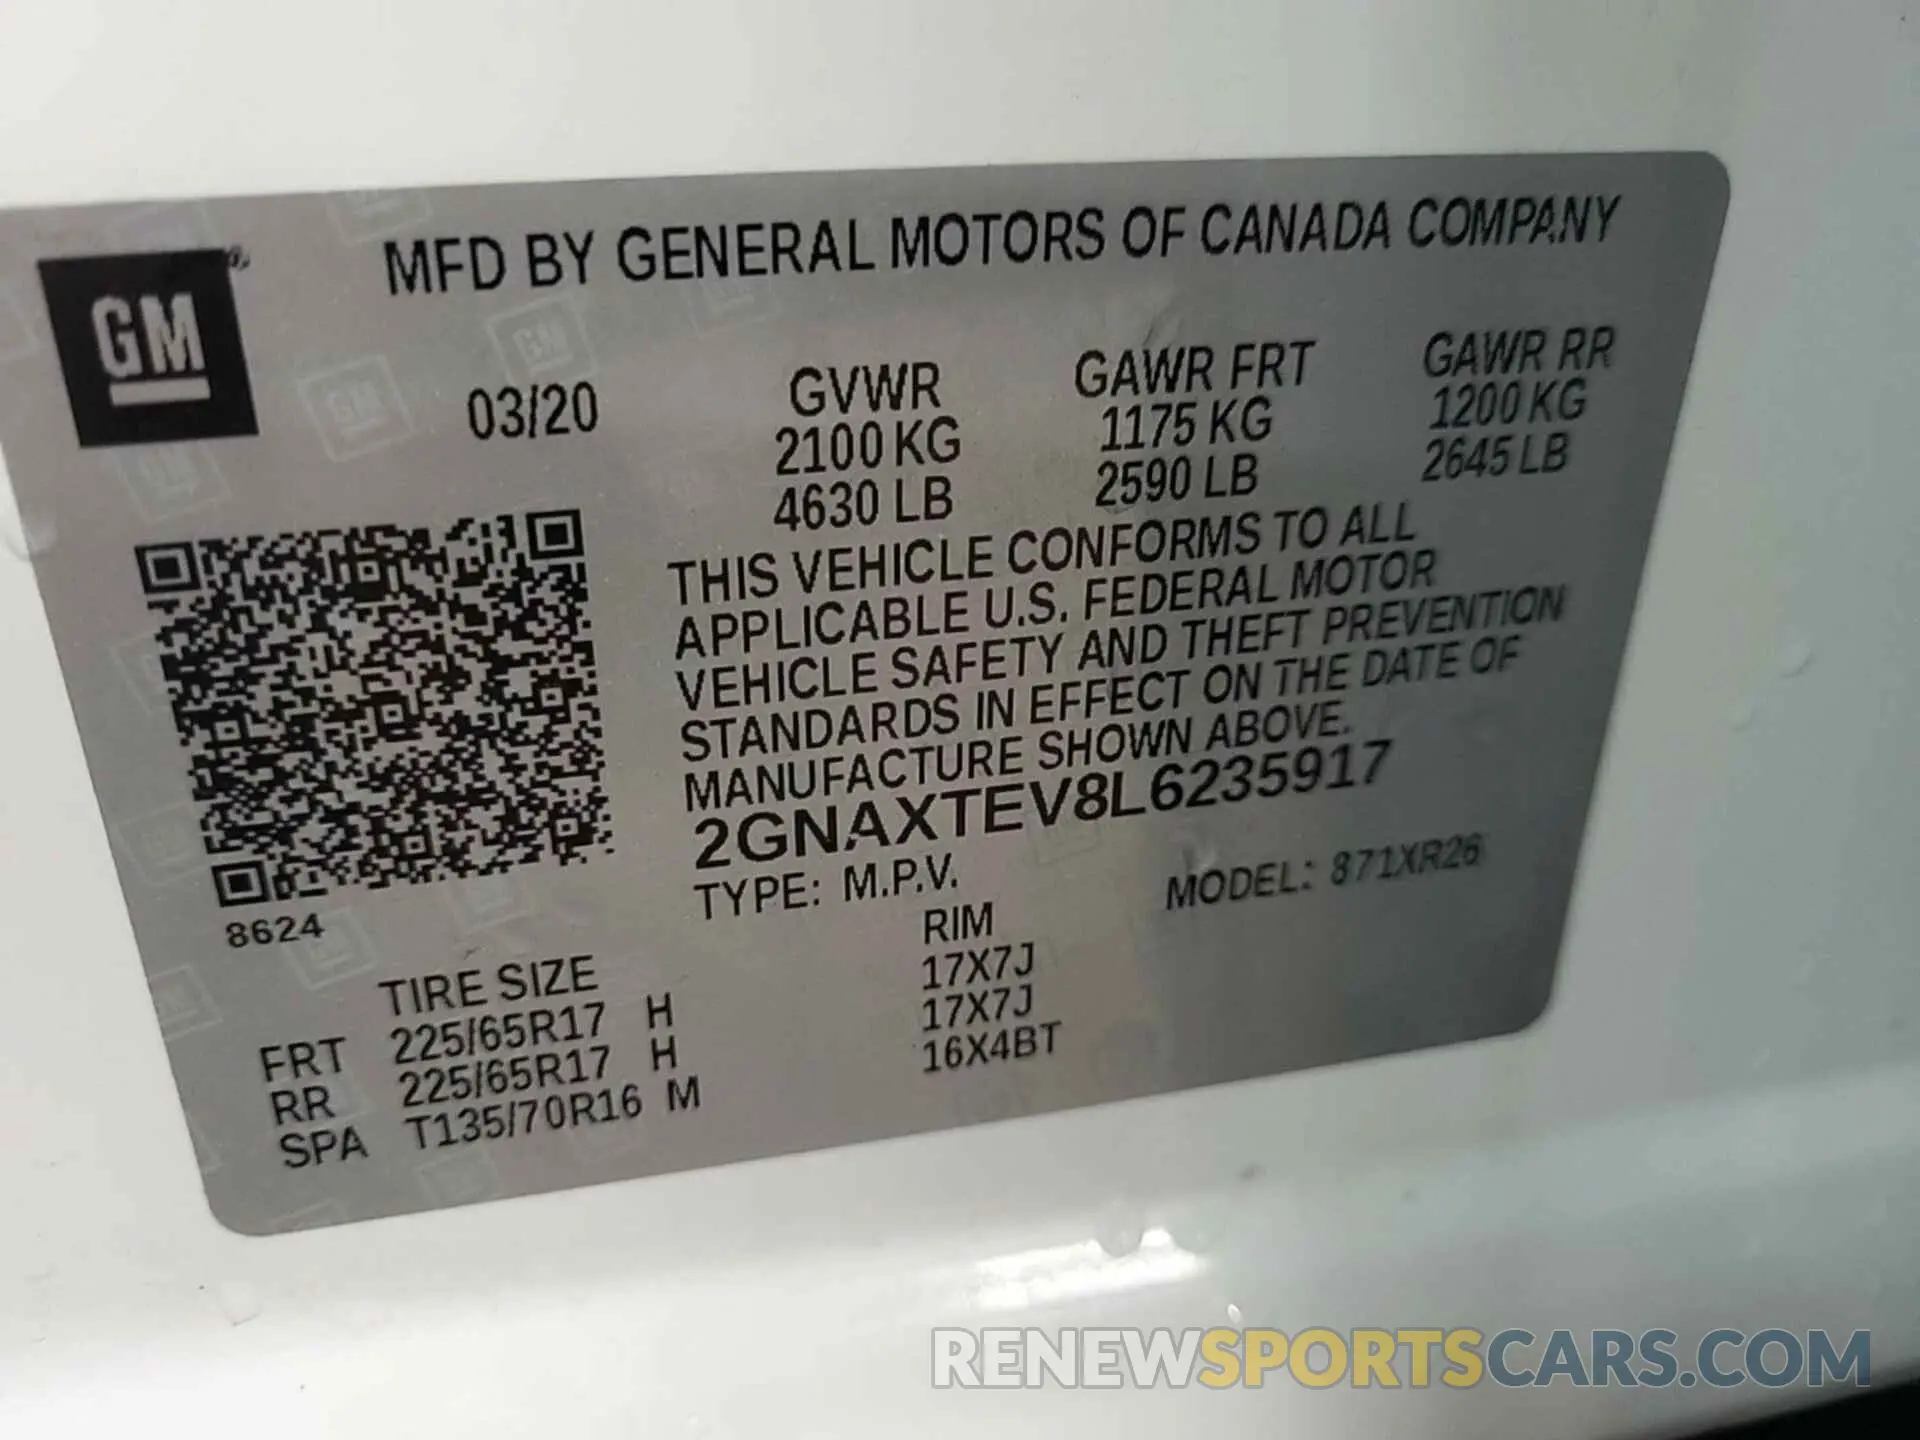 GM
MFD BY GENERAL MOTORS OF CANADA COMPANY
03/20
GVWR
2100 KG
4630 LB
GAWR FRT
1175 KG
2590 LB
GAWR RR
1200 KG
2645 LB
THIS VEHICLE CONFORMS TO ALL
APPLICABLE U.S. FEDERAL MOTOR
VEHICLE SAFETY AND THEFT PREVENTION
STANDARDS IN EFFECT ON THE DATE OF
MANUFACTURE SHOWN ABOVE.
2GNAXTEV8L6235917
TYPE: M.P.V.
MODEL: 871XR26
8624
TIRE SIZE RIM
FRT 225/65R17 H 17X7J
RR 225/65R17 H 17X7J
SPA T135/70R16 M 16X4BT
RENEWSPORTSCARS.COM